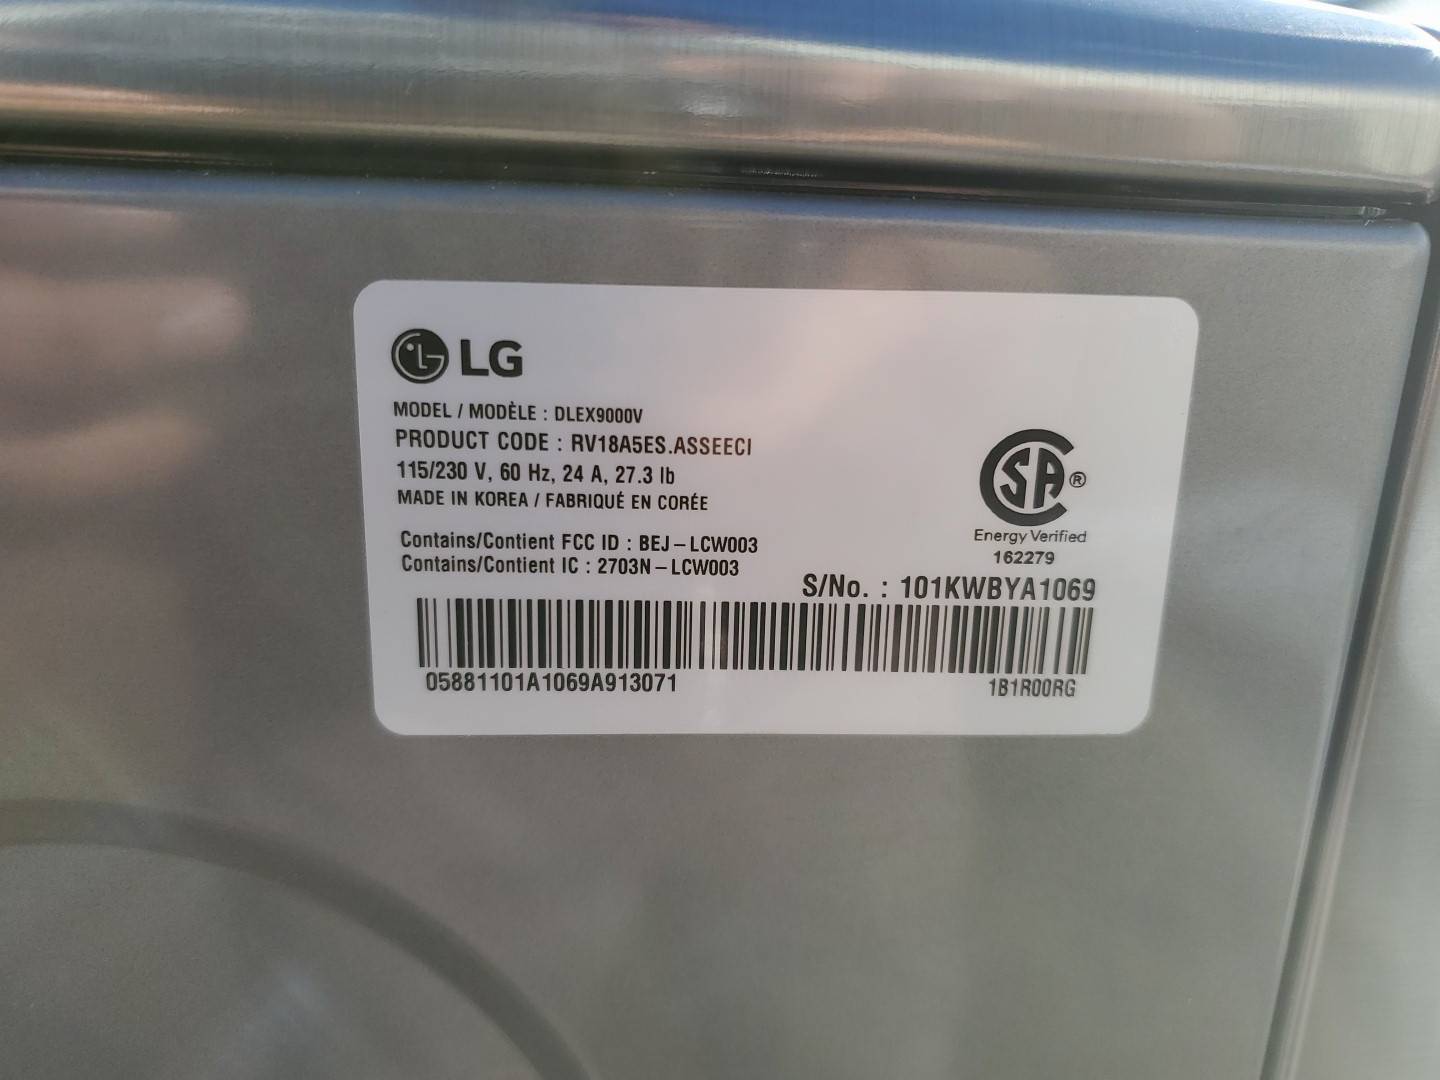 LG
MODEL / MODÈLE : DLEX9000V
PRODUCT CODE : RV18A5ES.ASSEECI
115/230 V, 60 Hz, 24 A, 27.3 lb
MADE IN KOREA / FABRIQUÉ EN CORÉE
Contains/Contient FCC ID : BEJ–LCW003
Contains/Contient IC : 2703N–LCW003
SA®
Energy Verified
162279
S/No. : 101KWBYA1069
05881101A1069A913071
1B1R00RG